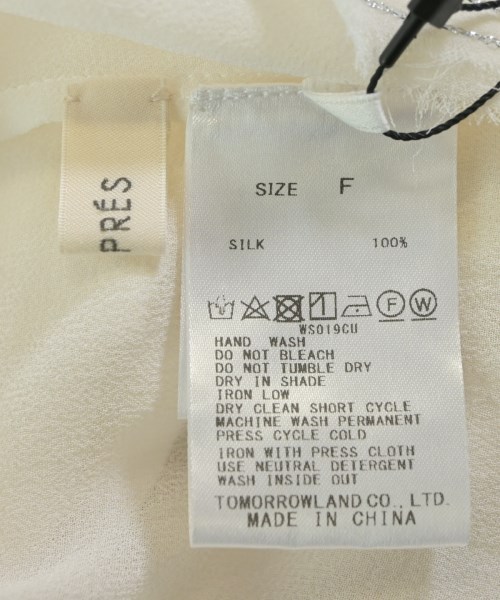 PRÉS
SIZE F
SILK 100%
F W
WS019CU
HAND WASH
DO NOT BLEACH
DO NOT TUMBLE DRY
DRY IN SHADE
IRON LOW
DRY CLEAN SHORT CYCLE
MACHINE WASH PERMANENT
PRESS CYCLE COLD
IRON WITH PRESS CLOTH
USE NEUTRAL DETERGENT
WASH INSIDE OUT
TOMORROWLAND CO., LTD.
MADE IN CHINA